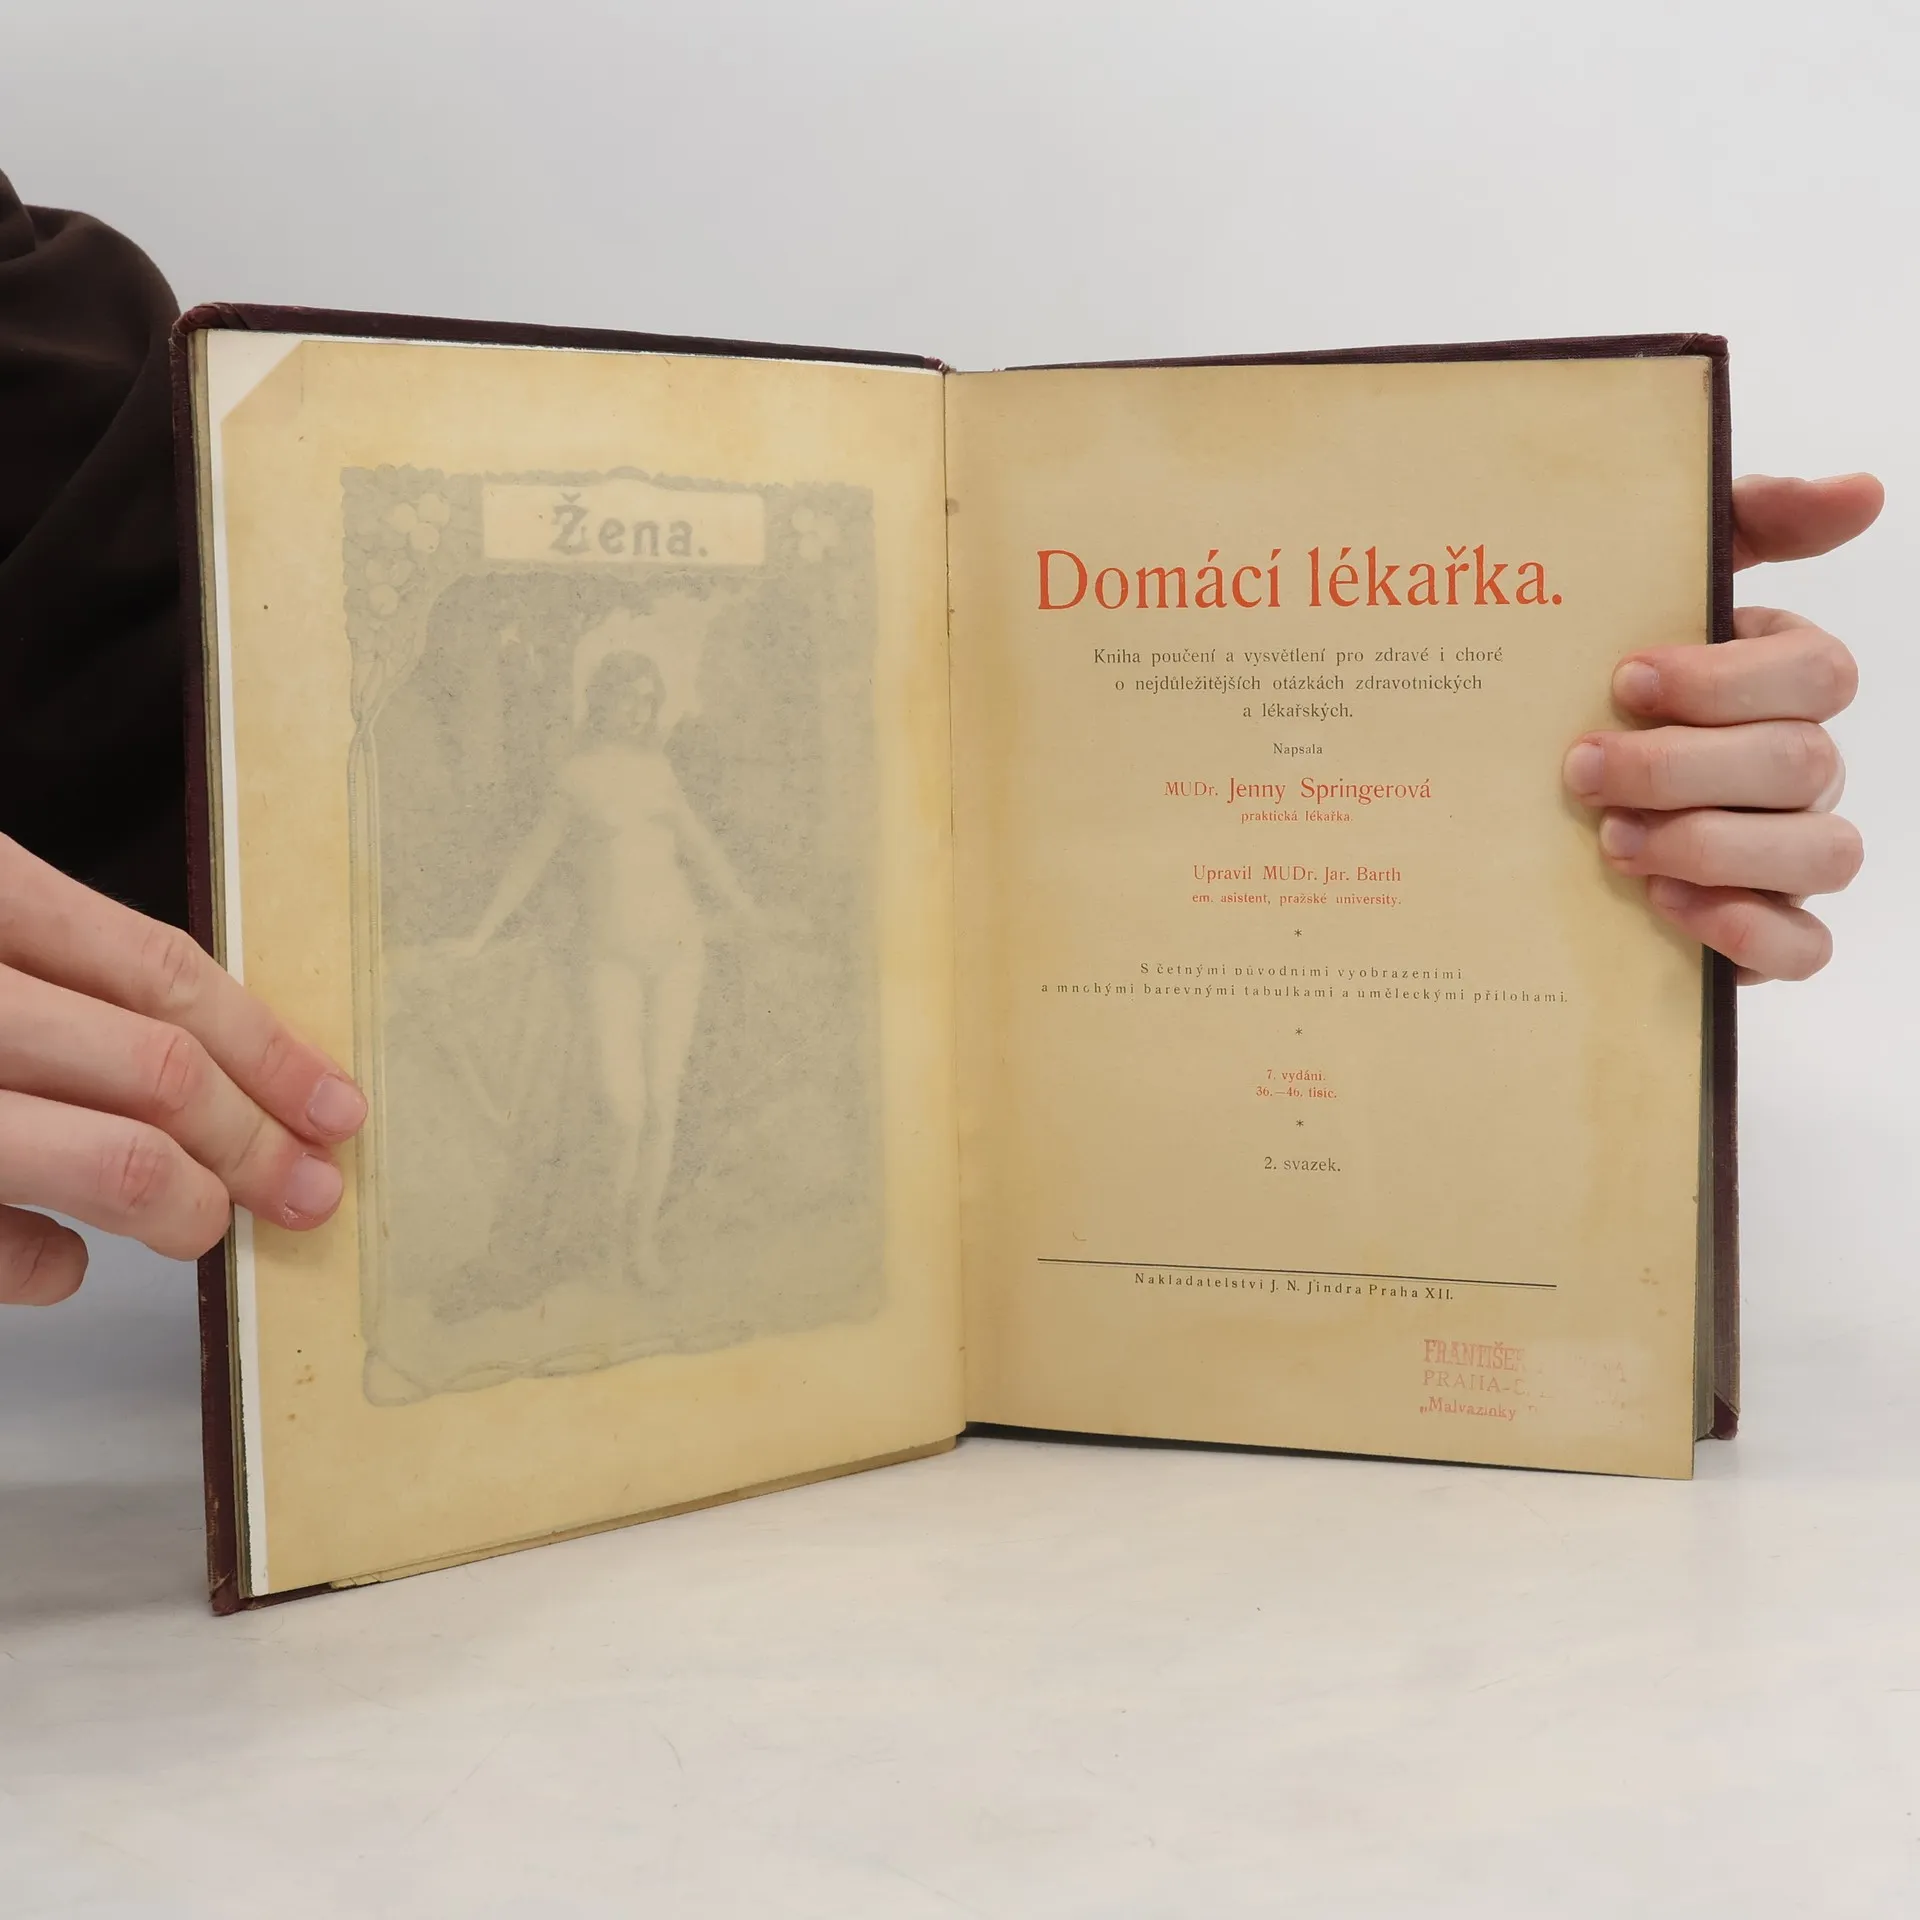 Žena.
Domácí lékařka.
Kniha poučení a vysvětlení pro zdravé i choré
o nejdůležitějších otázkách zdravotnických
a lékařských.
Napsala
MUDr. Jenny Springerová
praktická lékařka.
Upravil MUDr. Jar. Barth
em. asistent, pražské university.
*
S četnými původními vyobrazeními
a mnohými barevnými tabulkami a uměleckými přílohami.
*
7. vydání.
36.—46. tisíc.
*
2. svazek.
Nakladatelství J. N. Jindra Praha XII.
PRAHA-
„Malvazinky